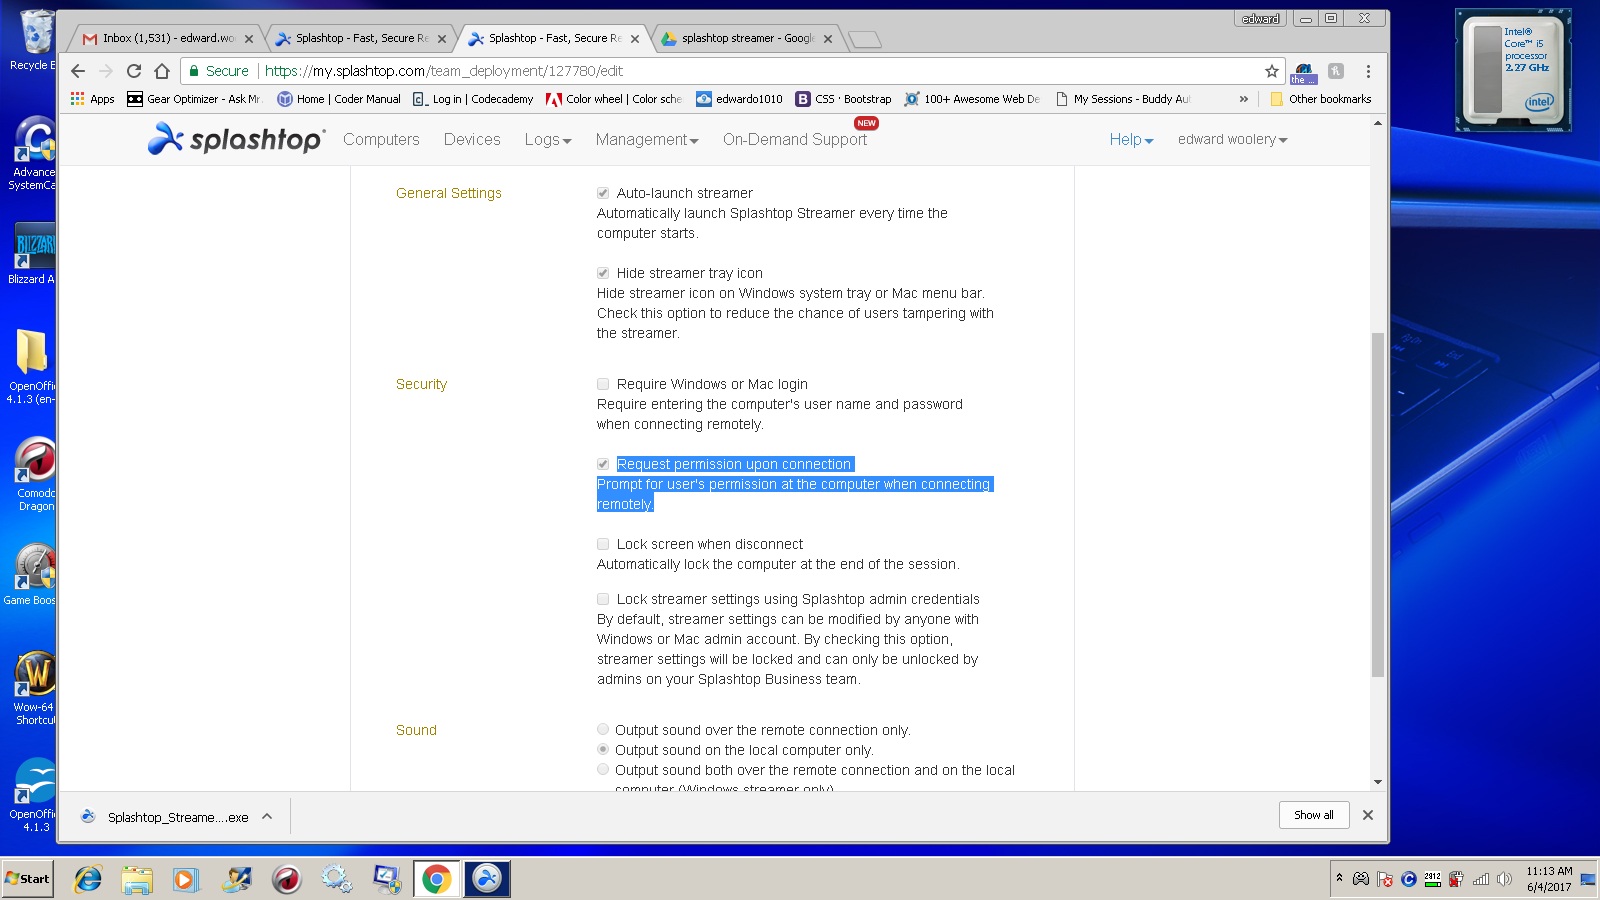 edward
Inbox (1,531) - edward.wo
Splashtop - Fast, Secure Re
Splashtop - Fast, Secure Re
splashtop streamer - Google
Secure
https://my.splashtop.com/team_deployment/127780/edit
the ...
Apps
Gear Optimizer - Ask Mr.
Home | Coder Manual
Log in | Codecademy
Color wheel | Color sche
edwardo1010
CSS · Bootstrap
100+ Awesome Web De
My Sessions - Buddy Aut
»
Other bookmarks
splashtop
Computers
Devices
Logs
Management
On-Demand Support
NEW
Help
edward woolery
General Settings
Auto-launch streamer
Automatically launch Splashtop Streamer every time the
computer starts.
Hide streamer tray icon
Hide streamer icon on Windows system tray or Mac menu bar.
Check this option to reduce the chance of users tampering with
the streamer.
Security
Require Windows or Mac login
Require entering the computer's user name and password
when connecting remotely.
Request permission upon connection
Prompt for user's permission at the computer when connecting
remotely.
Lock screen when disconnect
Automatically lock the computer at the end of the session.
Lock streamer settings using Splashtop admin credentials
By default, streamer settings can be modified by anyone with
Windows or Mac admin account. By checking this option,
streamer settings will be locked and can only be unlocked by
admins on your Splashtop Business team.
Sound
Output sound over the remote connection only.
Output sound on the local computer only.
Output sound both over the remote connection and on the local
computer (Windows streamer only)
Splashtop_Streame....exe
Show all
Recycle B
Advance
SystemCa
BLIZZAR
Blizzard A
OpenOffi
4.1.3 (en-
Comodo
Dragon
Game Boos
Wow-64
Shortcut
OpenOffi
4.1.3
Intel®
Core™ i5
processor
2.27 GHz
intel
Start
2812
11:13 AM
6/4/2017